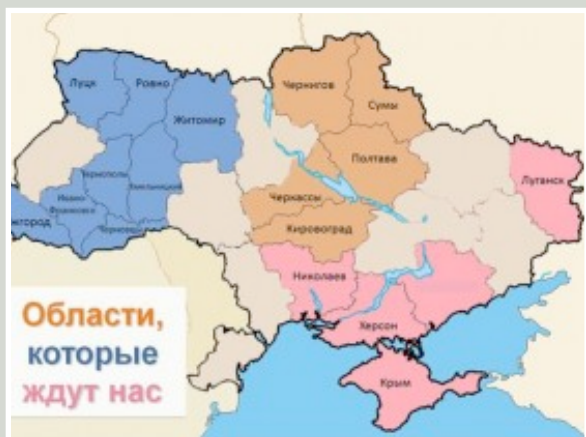 Чернигов
Луцк
Ровно
Сумы
Житомир
Полтава
Луганск
Тернополь
Хмельницкий
Ивано-
Франковск
Черкассы
жгород
Черновцы
Кировоград
Николаев
Херсон
Крым
Области,
которые
ждут нас